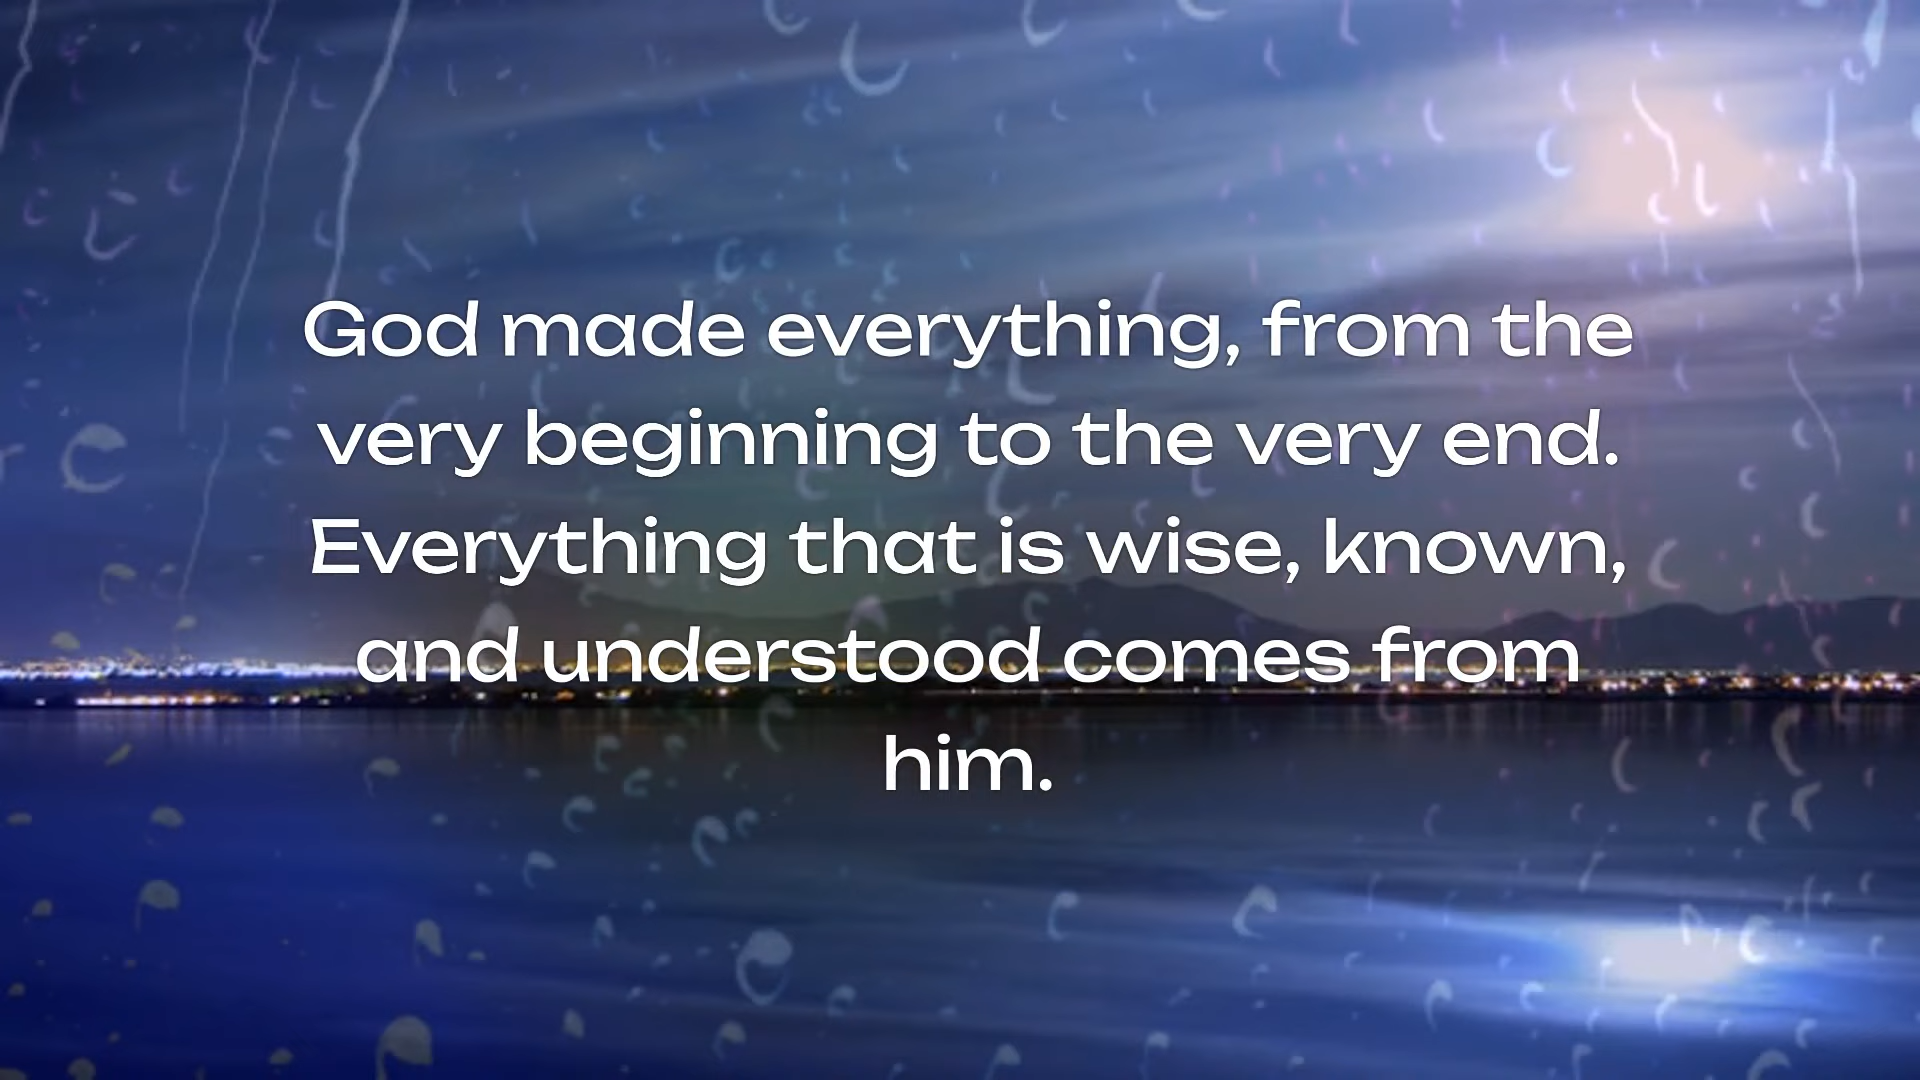 God made everything, from the
very beginning to the very end.
Everything that is wise, known,
and understood comes from
him.